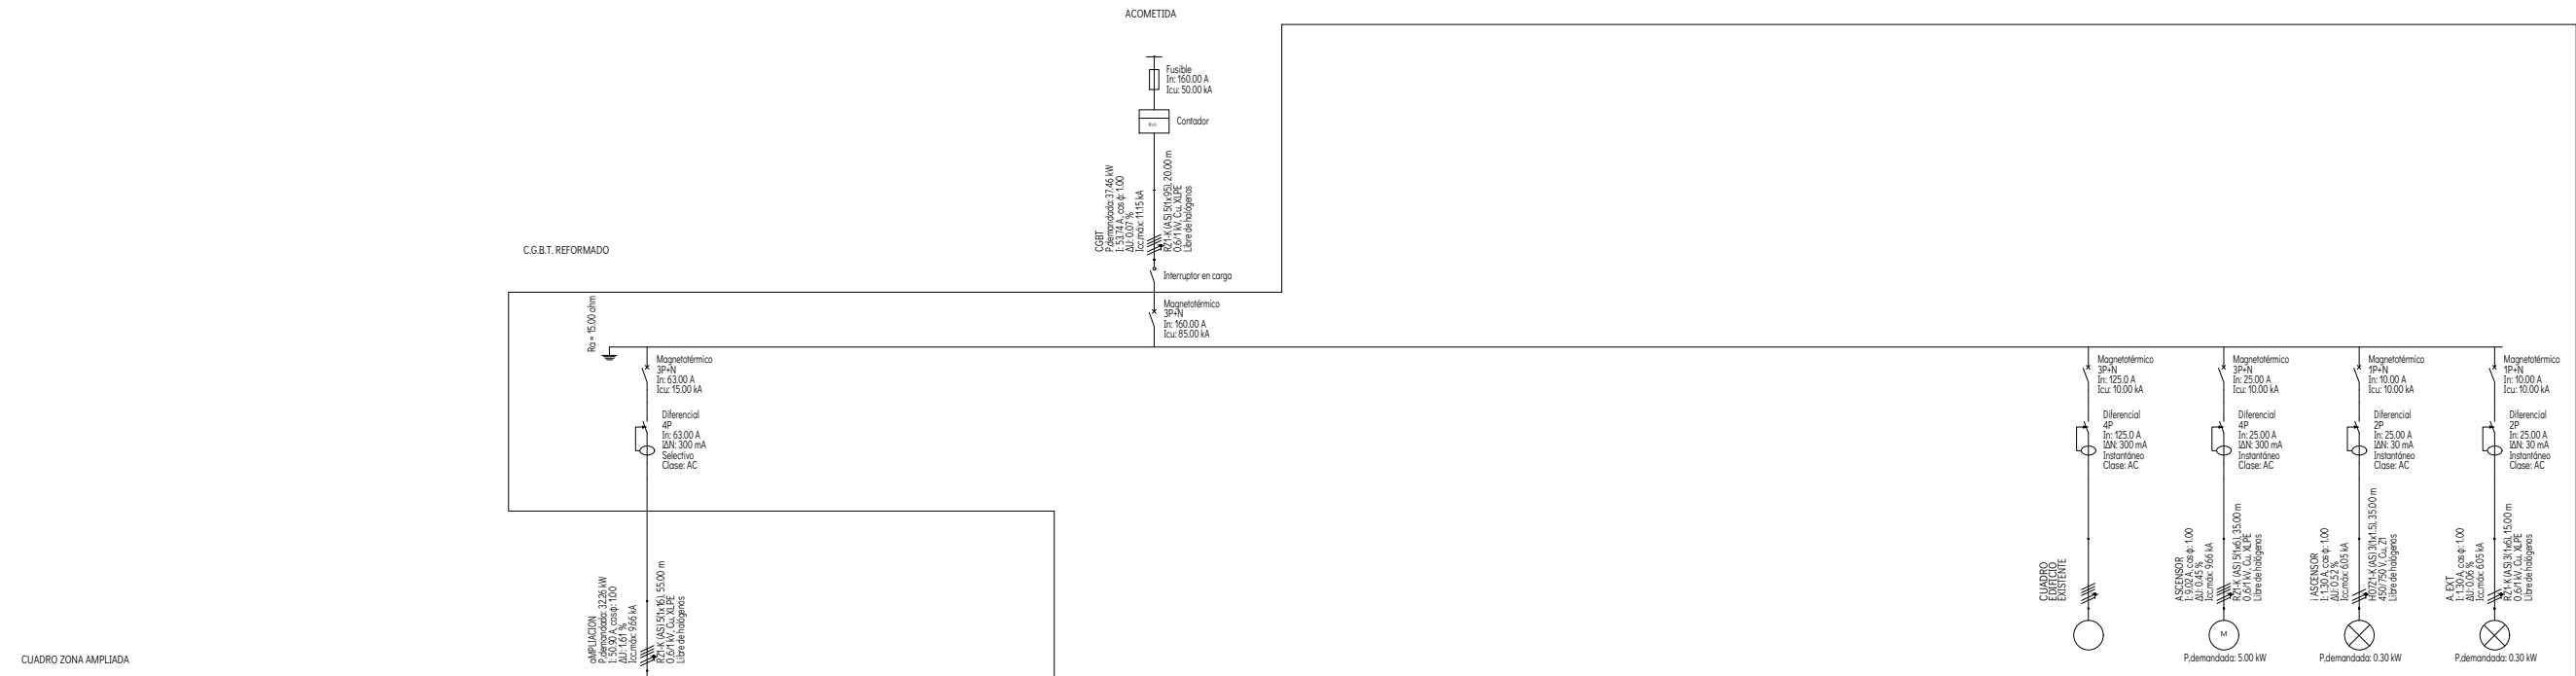 ACOMETIDA
Fusible
In: 160.00 A
Icu: 50.00 kA
Contador
CGBT
P.demandada: 37.46 kW
I: 53.74 A, cos φ: 1.00
ΔU: 0.07 %
Icc.máx: 11.15 kA
RZ1-K (AS) 5(1x95), 20.00 m
0,6/1 kV, Cu, XLPE
Libre de halógenos
C.G.B.T. REFORMADO
Interruptor en carga
Magnetotérmico
3P+N
In: 160.00 A
Icu: 85.00 kA
Ra = 15.00 ohm
Magnetotérmico
3P+N
In: 63.00 A
Icu: 15.00 kA
Diferencial
4P
In: 63.00 A
IΔN: 300 mA
Selectivo
Clase: AC
aMPLIACION
P.demandada: 32.26 kW
I: 50.90 A, cos φ: 1.00
ΔU: 1.61 %
Icc.máx: 9.66 kA
RZ1-K (AS) 5(1x16), 55.00 m
0,6/1 kV, Cu, XLPE
Libre de halógenos
CUADRO ZONA AMPLIADA
Magnetotérmico
3P+N
In: 125.0 A
Icu: 10.00 kA
Diferencial
4P
In: 125.0 A
IΔN: 300 mA
Instantáneo
Clase: AC
CUADRO
EDIFICIO
EXISTENTE
Magnetotérmico
3P+N
In: 25.00 A
Icu: 10.00 kA
Diferencial
4P
In: 25.00 A
IΔN: 300 mA
Instantáneo
Clase: AC
ASCENSOR
I: 9.02 A, cos φ: 1.00
ΔU: 0.45 %
Icc.máx: 9.66 kA
RZ1-K (AS) 5(1x6), 35.00 m
0,6/1 kV, Cu, XLPE
Libre de halógenos
M
P.demandada: 5.00 kW
Magnetotérmico
1P+N
In: 10.00 A
Icu: 10.00 kA
Diferencial
2P
In: 25.00 A
IΔN: 30 mA
Instantáneo
Clase: AC
i ASCENSOR
I: 1.30 A, cos φ: 1.00
ΔU: 0.52 %
Icc.máx: 6.05 kA
H07Z1-K (AS) 3(1x1.5), 35.00 m
450/750 V, Cu, Z1
Libre de halógenos
P.demandada: 0.30 kW
Magnetotérmico
1P+N
In: 10.00 A
Icu: 10.00 kA
Diferencial
2P
In: 25.00 A
IΔN: 30 mA
Instantáneo
Clase: AC
A. EXT
I: 1.30 A, cos φ: 1.00
ΔU: 0.06 %
Icc.máx: 6.05 kA
RZ1-K (AS) 3(1x6), 15.00 m
0,6/1 kV, Cu, XLPE
Libre de halógenos
P.demandada: 0.30 kW